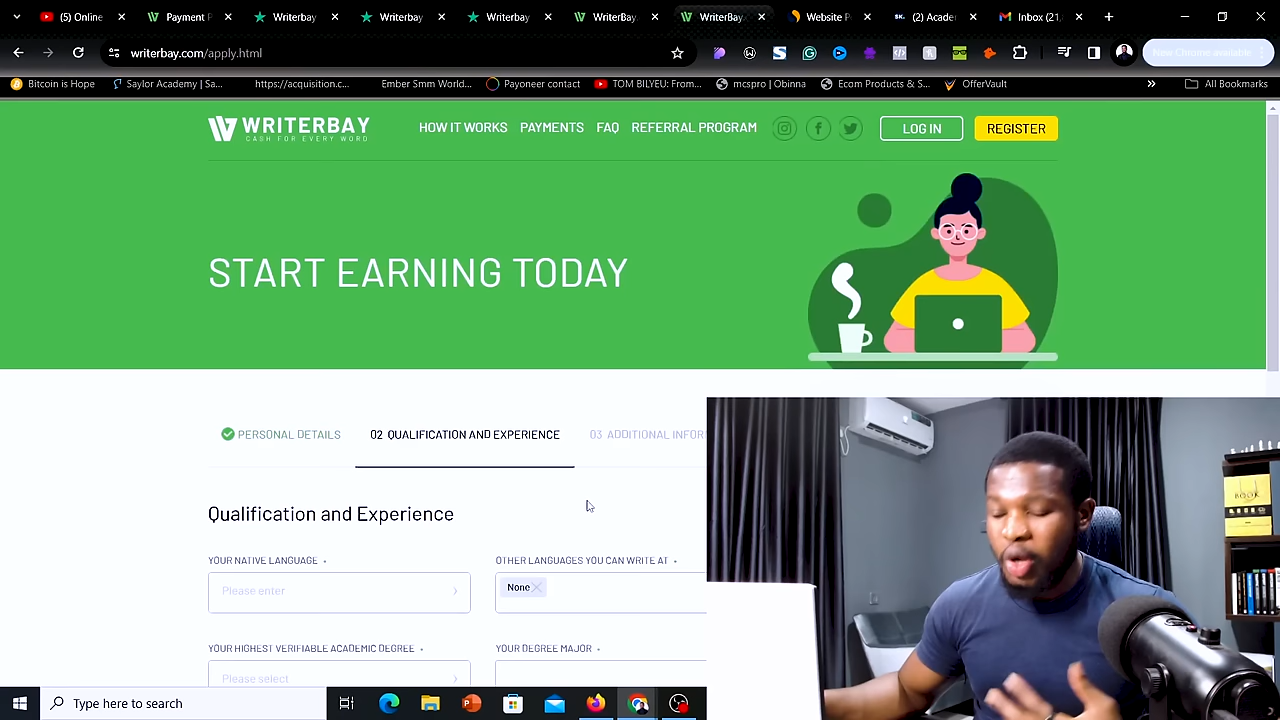 (5) Online
Payment P
Writerbay
Writerbay
Writerbay
WriterBay
WriterBay
Website P
SK. (2) Acade
Inbox (21,
writerbay.com/apply.html
New Chrome available
Bitcoin is Hope
Saylor Academy | Sa...
https://acquisition.c...
Ember Smm World...
Payoneer contact
TOM BILYEU: From...
mcspro | Obinna
Ecom Products & S...
OfferVault
»
All Bookmarks
WRITERBAY
CASH FOR EVERY WORD
HOW IT WORKS
PAYMENTS
FAQ
REFERRAL PROGRAM
LOG IN
REGISTER
START EARNING TODAY
PERSONAL DETAILS
02 QUALIFICATION AND EXPERIENCE
03 ADDITIONAL INFOR
Qualification and Experience
YOUR NATIVE LANGUAGE
OTHER LANGUAGES YOU CAN WRITE AT
Please enter
None
YOUR HIGHEST VERIFIABLE ACADEMIC DEGREE
YOUR DEGREE MAJOR
Please select
BOOK
Type here to search